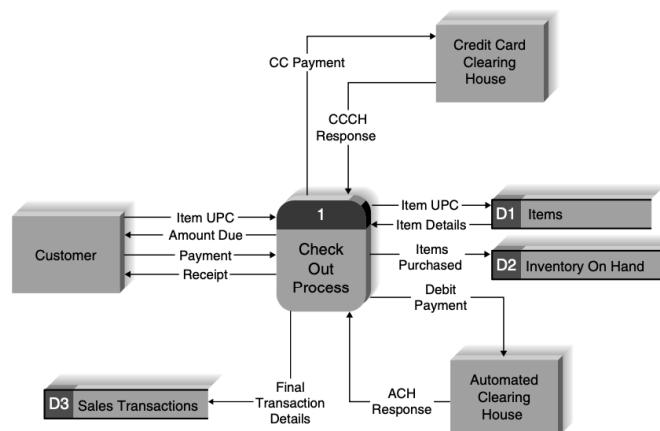 CC Payment
Credit Card
Clearing
House
CCCH
Response
Customer
Item UPC
Amount Due
Payment
Receipt
1
Check
Out
Process
Item UPC
Item Details
Items
Purchased
Debit
Payment
D1 Items
D2 Inventory On Hand
D3 Sales Transactions
Final
Transaction
Details
ACH
Response
Automated
Clearing
House